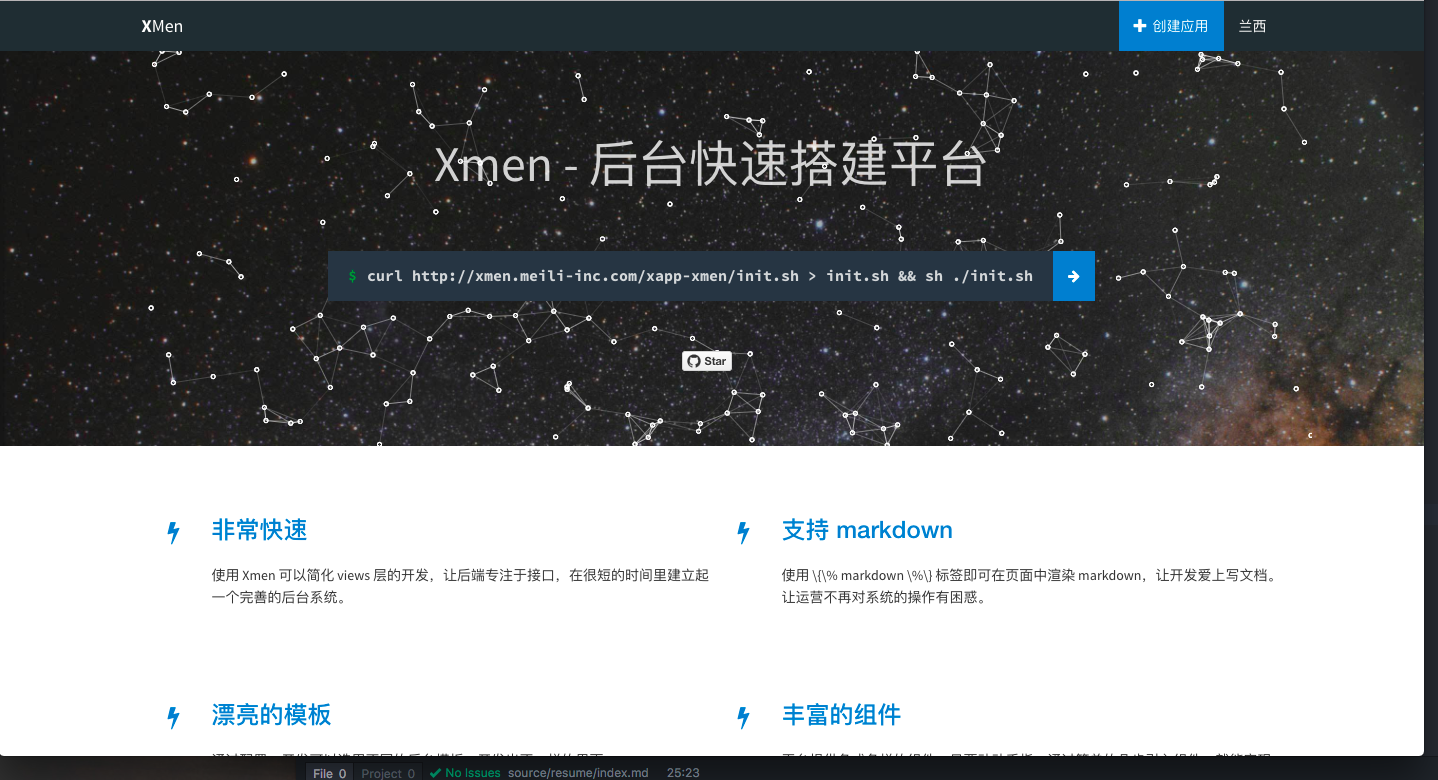 XMen
创建应用
兰西
Xmen - 后台快速搭建平台
$ curl http://xmen.meili-inc.com/xapp-xmen/init.sh > init.sh && sh ./init.sh
Star
非常快速
使用 Xmen 可以简化 views 层的开发，让后端专注于接口，在很短的时间里建立起
一个完善的后台系统。
支持 markdown
使用 \{\% markdown \%\} 标签即可在页面中渲染 markdown，让开发爱上写文档。
让运营不再对系统的操作有困惑。
漂亮的模板
丰富的组件
File 0 Project 0 No Issues source/resume/index.md 25:23